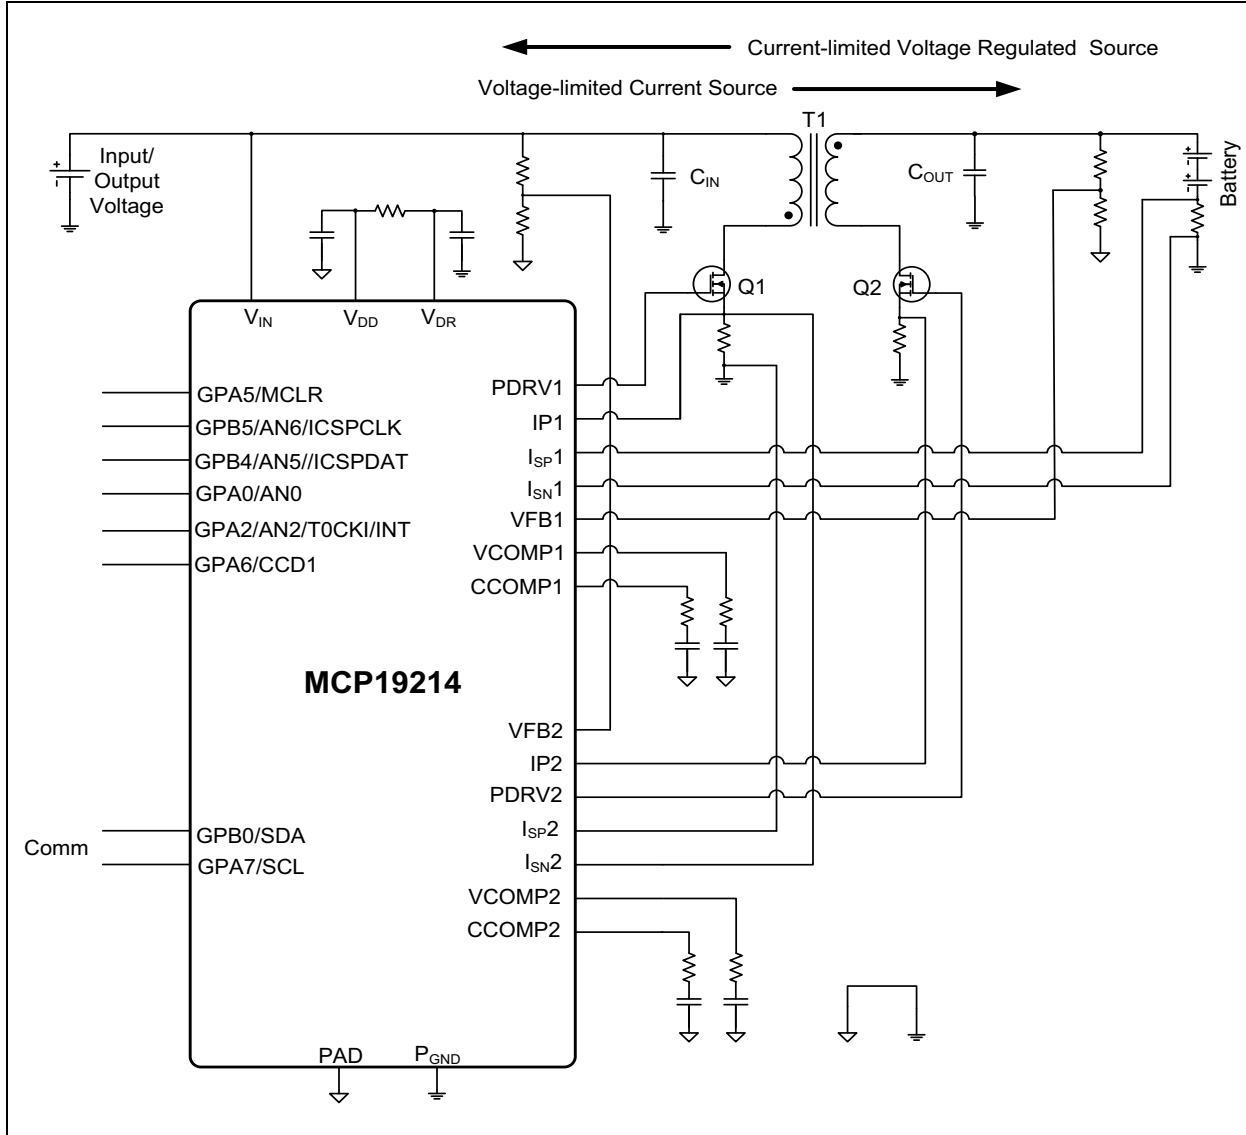 Current-limited Voltage Regulated Source
Voltage-limited Current Source
T1
Input/
Output
Voltage
+
-
CIN
COUT
+
-
+
-
Battery
Q1
Q2
VIN
VDD
VDR
GPA5/MCLR
GPB5/AN6/ICSPCLK
GPB4/AN5//ICSPDAT
GPA0/AN0
GPA2/AN2/T0CKI/INT
GPA6/CCD1
PDRV1
IP1
ISP1
ISN1
VFB1
VCOMP1
CCOMP1
MCP19214
VFB2
IP2
PDRV2
ISP2
ISN2
VCOMP2
CCOMP2
Comm
GPB0/SDA
GPA7/SCL
PAD
PGND